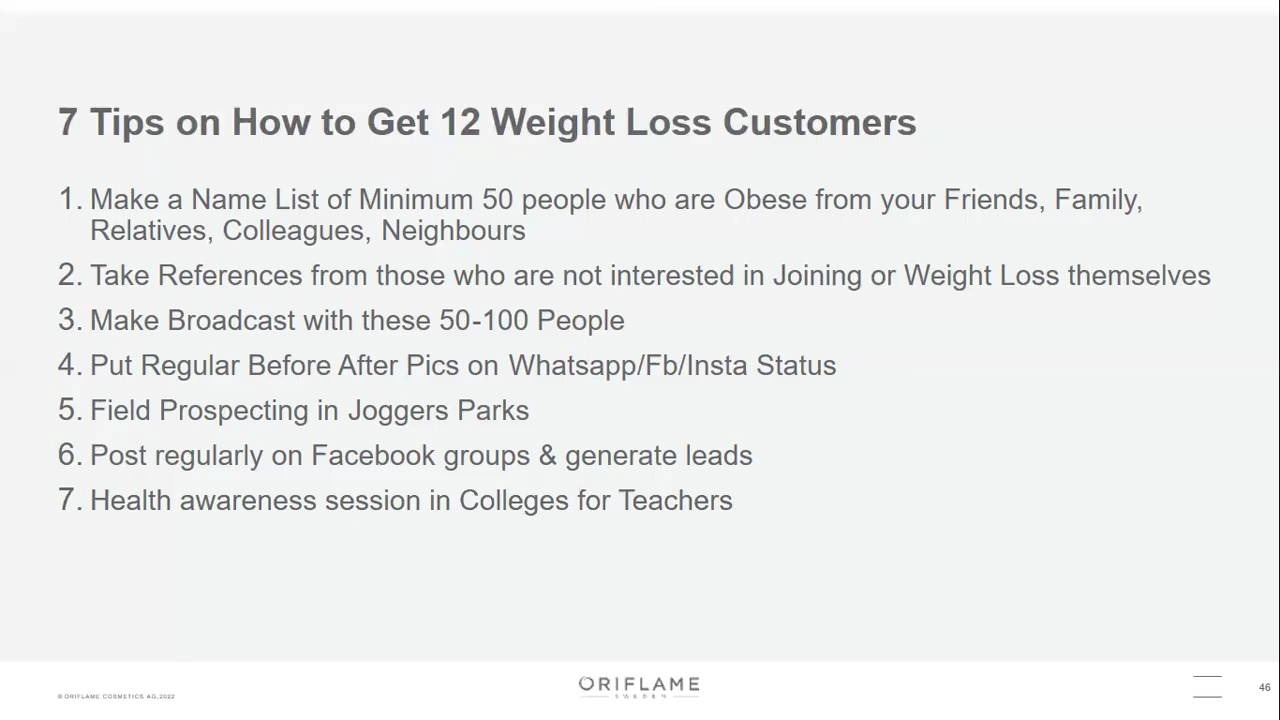 7 Tips on How to Get 12 Weight Loss Customers
1. Make a Name List of Minimum 50 people who are Obese from your Friends, Family,
Relatives, Colleagues, Neighbours
2. Take References from those who are not interested in Joining or Weight Loss themselves
3. Make Broadcast with these 50-100 People
4. Put Regular Before After Pics on Whatsapp/Fb/Insta Status
5. Field Prospecting in Joggers Parks
6. Post regularly on Facebook groups & generate leads
7. Health awareness session in Colleges for Teachers
© ORIFLAME COSMETICS AG, 2022
ORIFLAME
SWEDEN
46